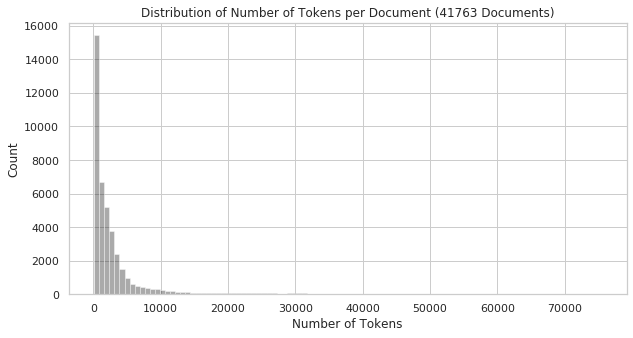 Distribution of Number of Tokens per Document (41763 Documents)
16000
14000
12000
10000
8000
6000
4000
2000
0
Count
0 10000 20000 30000 40000 50000 60000 70000
Number of Tokens